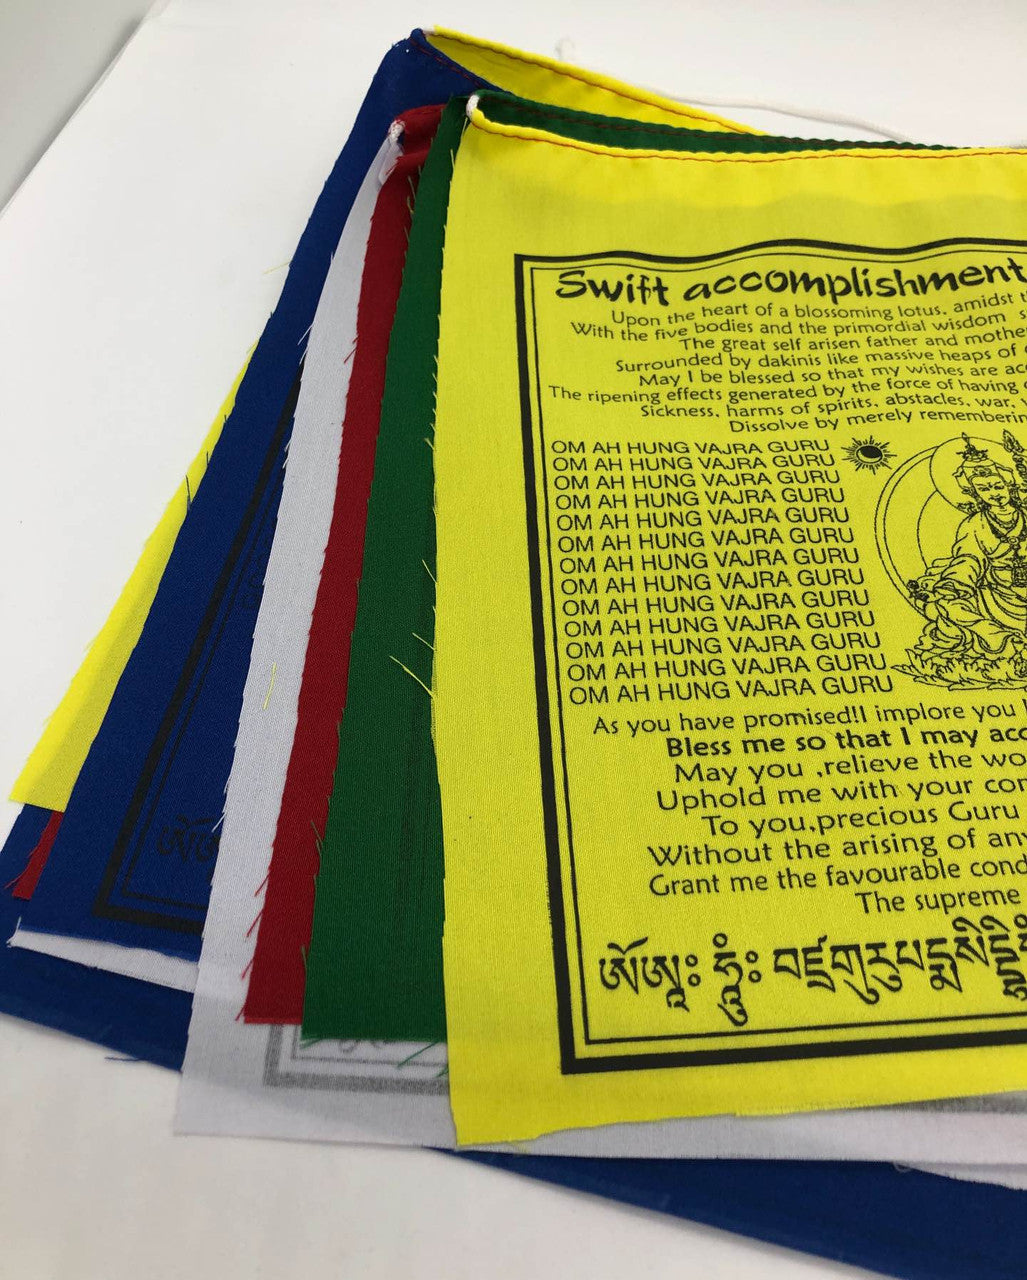 Swift accomplishment
Upon the heart of a blossoming lotus, amidst
With the five bodies and the primordial wisdom
The great self arisen father and mothe
Surrounded by dakinis like massive heaps of
May I be blessed so that my wishes are acc
The ripening effects generated by the force of having
Sickness, harms of spirits, abstacles, war,
Dissolve by merely rememberin
OM AH HUNG VAJRA GURU
OM AH HUNG VAJRA GURU
OM AH HUNG VAJRA GURU
OM AH HUNG VAJRA GURU
OM AH HUNG VAJRA GURU
OM AH HUNG VAJRA GURU
OM AH HUNG VAJRA GURU
OM AH HUNG VAJRA GURU
OM AH HUNG VAJRA GURU
OM AH HUNG VAJRA GURU
OM AH HUNG VAJRA GURU
OM AH HUNG VAJRA GURU
As you have promised!I implore you
Bless me so that I may acc
May you ,relieve the wo
Uphold me with your con
To you,precious Guru
Without the arising of any
Grant me the favourable cond
The supreme
ཨོཾ་ཨཱཿ་ཧཱུྃ༔་བཛྲ་གུ་རུ་པདྨ་སིདྡྷི